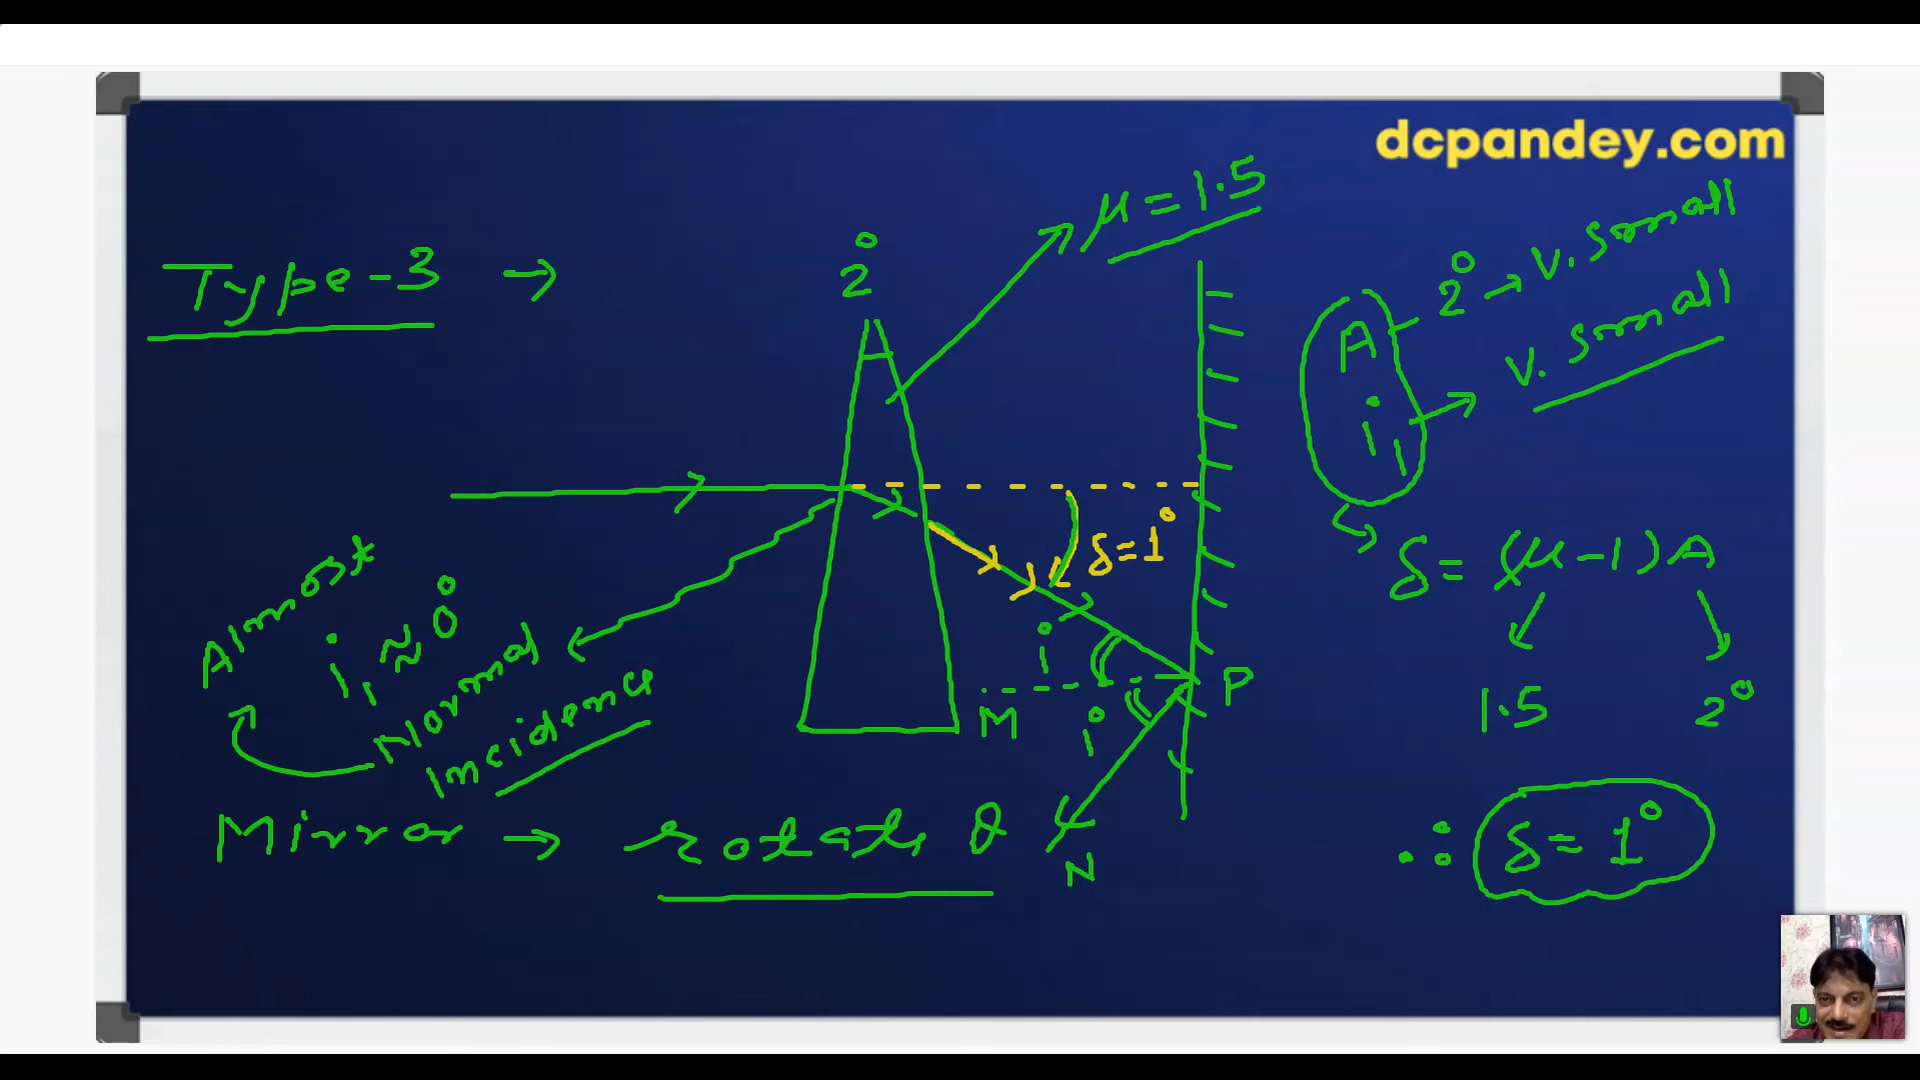 dcpandey.com
Type-3 →
2°
μ = 1.5
A
2° → v. small
i₁
→ v. small
δ = (μ - 1) A
1.5
2°
∴ δ = 1°
δ = 1°
i°
P
M
i°
N
Almost
i₁ ≈ 0°
Normal
Incidence
Mirror → rotate θ